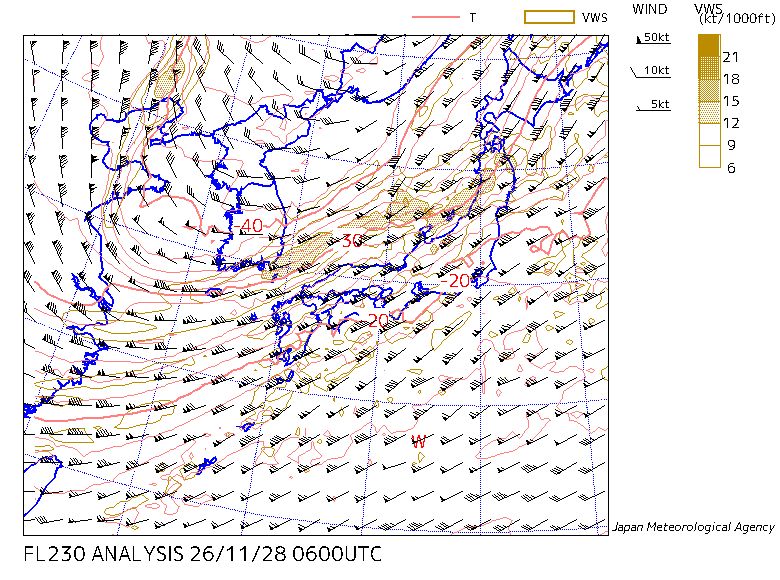 T
VWS
WIND
50kt
10kt
5kt
VWS
(kt/1000ft)
21
18
15
12
9
6
-40
-30
-20
-20
W
Japan Meteorological Agency
FL230 ANALYSIS 26/11/28 0600UTC